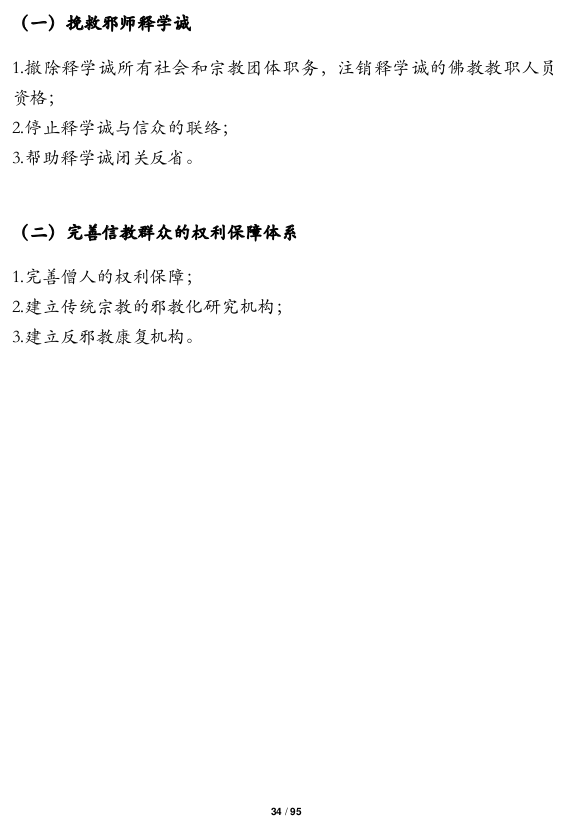 （一）挽救邪师释学诚
1.撤除释学诚所有社会和宗教团体职务，注销释学诚的佛教教职人员
资格；
2.停止释学诚与信众的联络；
3.帮助释学诚闭关反省。
（二）完善信教群众的权利保障体系
1.完善僧人的权利保障；
2.建立传统宗教的邪教化研究机构；
3.建立反邪教康复机构。
34 / 95